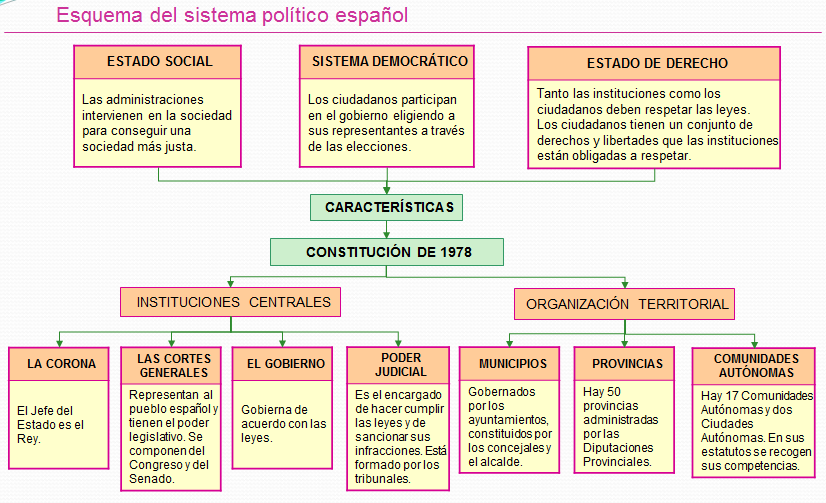 Esquema del sistema político español
ESTADO SOCIAL
Las administraciones
intervienen en la sociedad
para conseguir una
sociedad más justa.
SISTEMA DEMOCRÁTICO
Los ciudadanos participan
en el gobierno eligiendo a
sus representantes a través
de las elecciones.
ESTADO DE DERECHO
Tanto las instituciones como los
ciudadanos deben respetar las leyes.
Los ciudadanos tienen un conjunto de
derechos y libertades que las instituciones
están obligadas a respetar.
CARACTERÍSTICAS
CONSTITUCIÓN DE 1978
INSTITUCIONES CENTRALES
ORGANIZACIÓN TERRITORIAL
LA CORONA
El Jefe del
Estado es el
Rey.
LAS CORTES
GENERALES
Representan al
pueblo español y
tienen el poder
legislativo. Se
componen del
Congreso y del
Senado.
EL GOBIERNO
Gobierna de
acuerdo con las
leyes.
PODER
JUDICIAL
Es el encargado
de hacer cumplir
las leyes y de
sancionar sus
infracciones. Está
formado por los
tribunales.
MUNICIPIOS
Gobernados
por los
ayuntamientos,
constituidos por
los concejales y
el alcalde.
PROVINCIAS
Hay 50
provincias
administradas
por las
Diputaciones
Provinciales.
COMUNIDADES
AUTÓNOMAS
Hay 17 Comunidades
Autónomas y dos
Ciudades
Autónomas. En sus
estatutos se recogen
sus competencias.